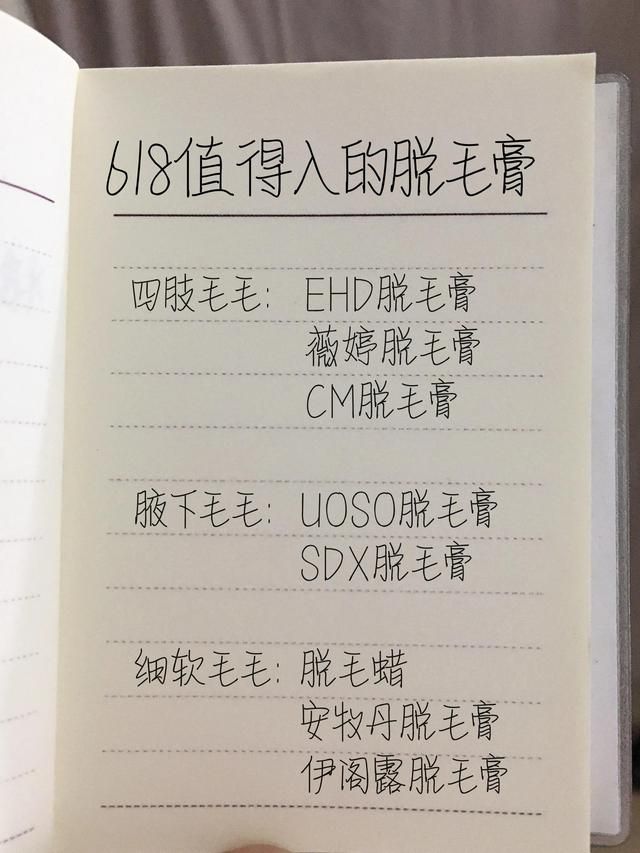 618值得入的脱毛膏
四肢毛毛: EHD脱毛膏
薇婷脱毛膏
CM脱毛膏
腋下毛毛: UOSO脱毛膏
SDX脱毛膏
细软毛毛: 脱毛蜡
安牧丹脱毛膏
伊阁露脱毛膏